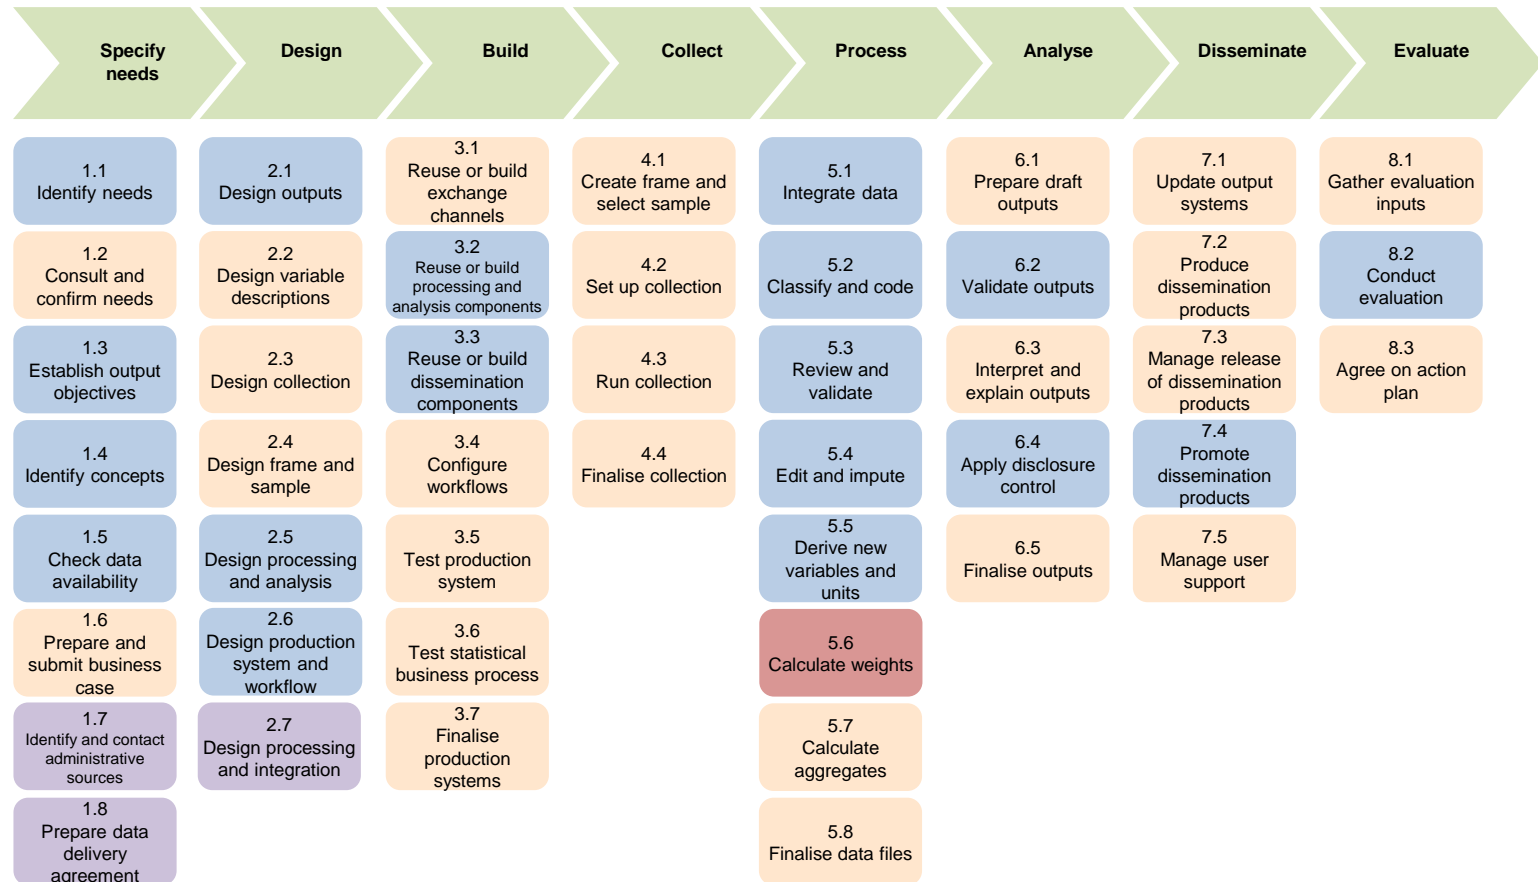 Specify
needs
Design
Build
Collect
Process
Analyse
Disseminate
Evaluate
1.1
Identify needs
1.2
Consult and
confirm needs
1.3
Establish output
objectives
1.4
Identify concepts
1.5
Check data
availability
1.6
Prepare and
submit business
case
1.7
Identify and contact
administrative
sources
1.8
Prepare data
delivery
agreement
2.1
Design outputs
2.2
Design variable
descriptions
2.3
Design collection
2.4
Design frame and
sample
2.5
Design processing
and analysis
2.6
Design production
system and
workflow
2.7
Design processing
and integration
3.1
Reuse or build
exchange
channels
3.2
Reuse or build
processing and
analysis components
3.3
Reuse or build
dissemination
components
3.4
Configure
workflows
3.5
Test production
system
3.6
Test statistical
business process
3.7
Finalise
production
systems
4.1
Create frame and
select sample
4.2
Set up collection
4.3
Run collection
4.4
Finalise collection
5.1
Integrate data
5.2
Classify and code
5.3
Review and
validate
5.4
Edit and impute
5.5
Derive new
variables and
units
5.6
Calculate weights
5.7
Calculate
aggregates
5.8
Finalise data files
6.1
Prepare draft
outputs
6.2
Validate outputs
6.3
Interpret and
explain outputs
6.4
Apply disclosure
control
6.5
Finalise outputs
7.1
Update output
systems
7.2
Produce
dissemination
products
7.3
Manage release
of dissemination
products
7.4
Promote
dissemination
products
7.5
Manage user
support
8.1
Gather evaluation
inputs
8.2
Conduct
evaluation
8.3
Agree on action
plan